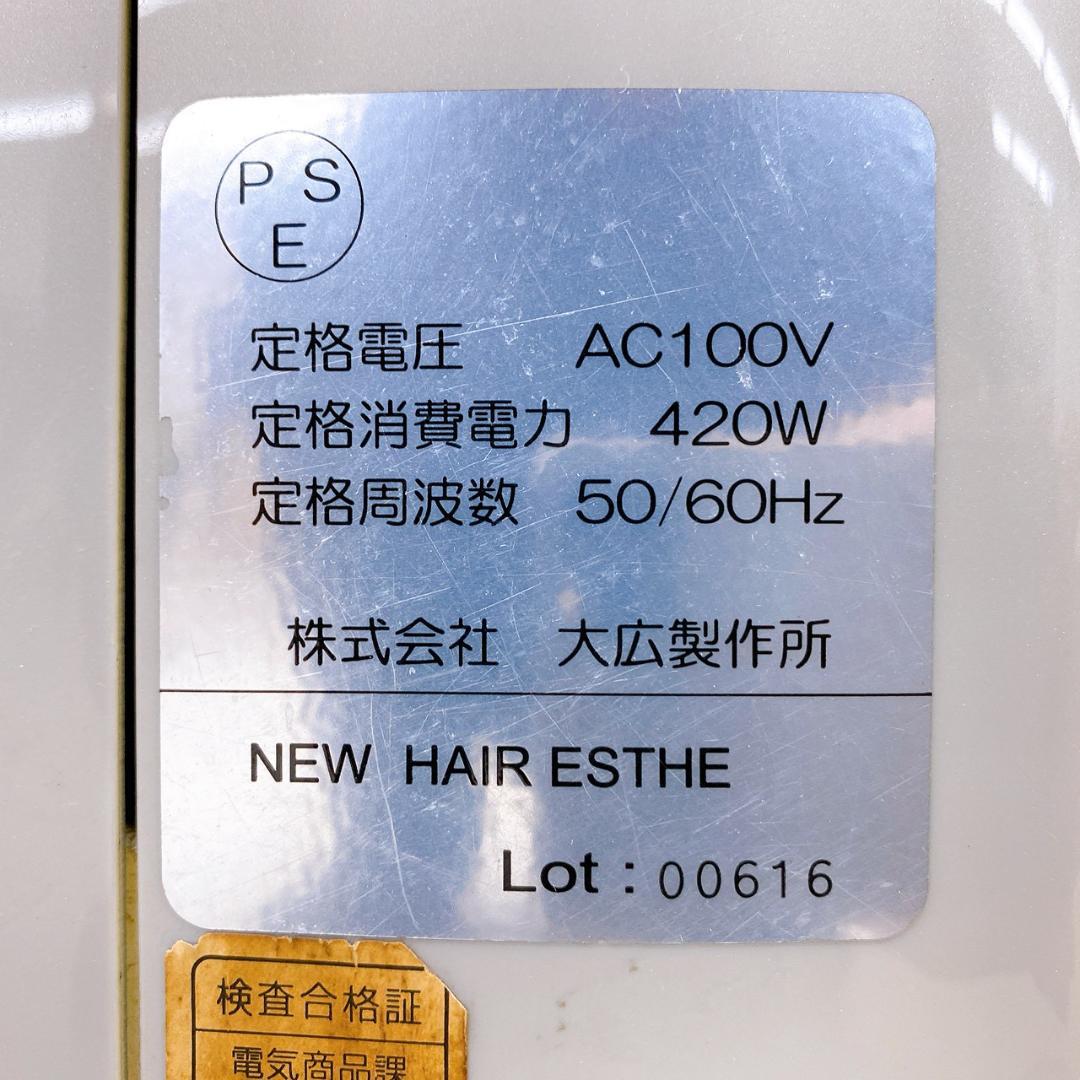 PS
E
定格電圧 AC100V
定格消費電力 420W
定格周波数 50/60Hz
株式会社 大広製作所
NEW HAIR ESTHE
Lot : 00616
検査合格証
電気商品課